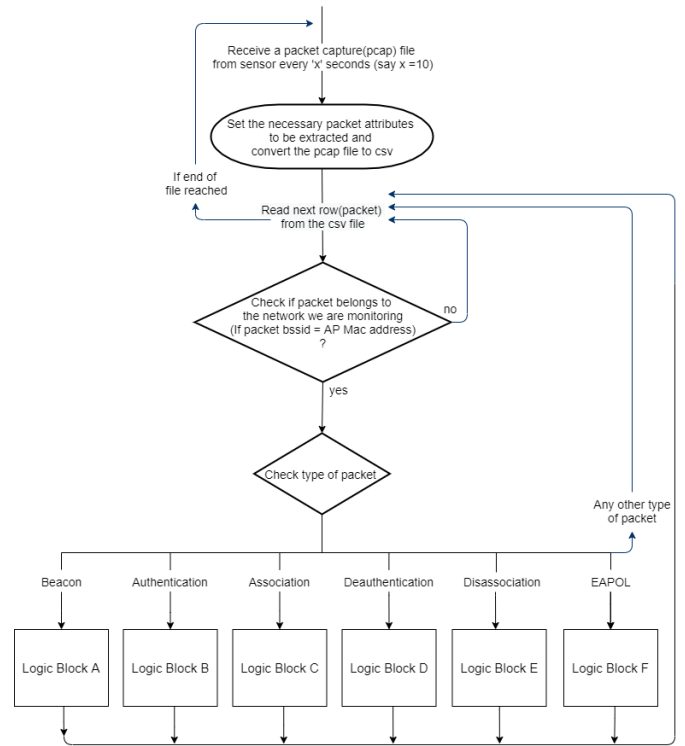 Receive a packet capture(pcap) file
from sensor every 'x' seconds (say x =10)
Set the necessary packet attributes
to be extracted and
convert the pcap file to csv
If end of
file reached
Read next row(packet)
from the csv file
Check if packet belongs to
the network we are monitoring
(If packet bssid = AP Mac address)
?
no
yes
Check type of packet
Any other type
of packet
Beacon
Authentication
Association
Deauthentication
Disassociation
EAPOL
Logic Block A
Logic Block B
Logic Block C
Logic Block D
Logic Block E
Logic Block F